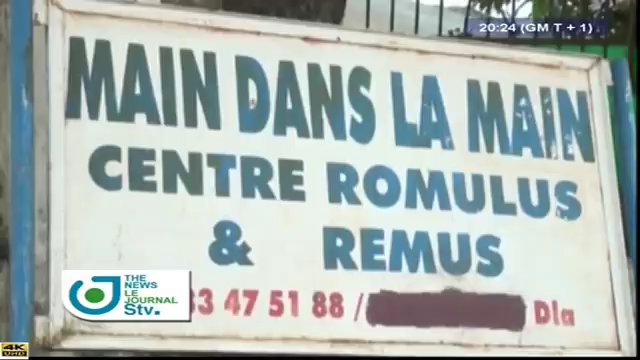 20:24 (GMT+1)
MAIN DANS LA MAIN
CENTRE ROMULUS
& REMUS
33 47 51 88 / Dla
THE
NEWS
LE
JOURNAL
Stv.
4K
UHD